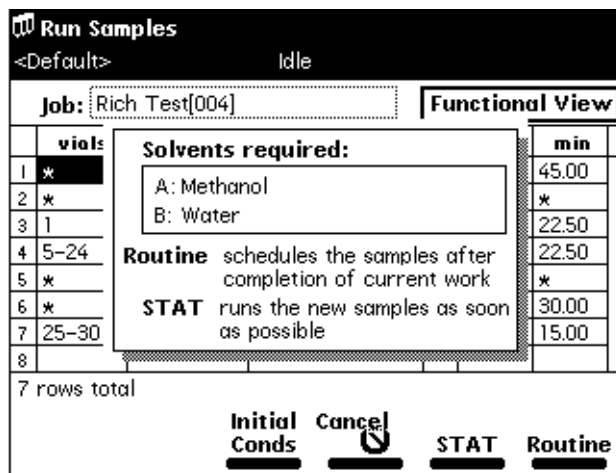 Run Samples
<Default> Idle
Job: Rich Test[004] Functional View
vials min
1 * 45.00
2 * *
3 1 22.50
4 5-24 22.50
5 * *
6 * 30.00
7 25-30 15.00
8
Solvents required:
A: Methanol
B: Water
Routine schedules the samples after
completion of current work
STAT runs the new samples as soon
as possible
7 rows total
Initial Conds
Cancel
STAT
Routine